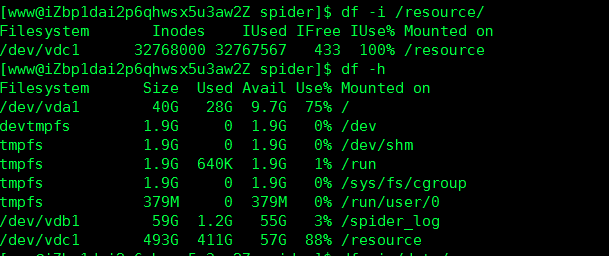 [www@iZbp1dai2p6qhwsx5u3aw2Z spider]$ df -i /resource/
Filesystem       Inodes    IUsed IFree IUse% Mounted on
/dev/vdc1      32768000 32767567   433  100% /resource
[www@iZbp1dai2p6qhwsx5u3aw2Z spider]$ df -h
Filesystem      Size  Used Avail Use% Mounted on
/dev/vda1        40G   28G  9.7G  75% /
devtmpfs        1.9G     0  1.9G   0% /dev
tmpfs           1.9G     0  1.9G   0% /dev/shm
tmpfs           1.9G  640K  1.9G   1% /run
tmpfs           1.9G     0  1.9G   0% /sys/fs/cgroup
tmpfs           379M     0  379M   0% /run/user/0
/dev/vdb1        59G  1.2G   55G   3% /spider_log
/dev/vdc1       493G  411G   57G  88% /resource